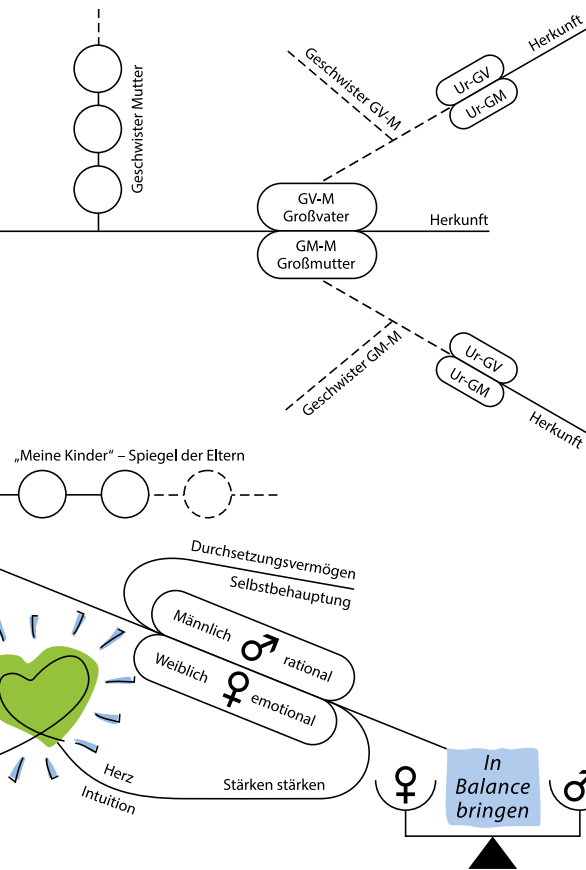 Herkunft
Geschwister Mutter
Geschwister GV-M
Ur-GV
Ur-GM
GV-M
Großvater
Herkunft
GM-M
Großmutter
Geschwister GM-M
Ur-GV
Ur-GM
Herkunft
„Meine Kinder“ – Spiegel der Eltern
Durchsetzungsvermögen
Selbstbehauptung
Männlich ♂ rational
Weiblich ♀ emotional
Herz
Intuition
Stärken stärken
♀
In
Balance
bringen
♂